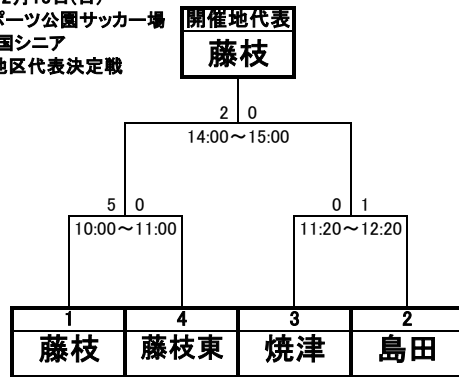 ポーツ公園サッカー場
国シニア
地区代表決定戦
開催地代表
藤枝
2 0
14:00～15:00
5 0
0 1
10:00～11:00
11:20～12:20
1 4 3 2
藤枝 藤枝東 焼津 島田